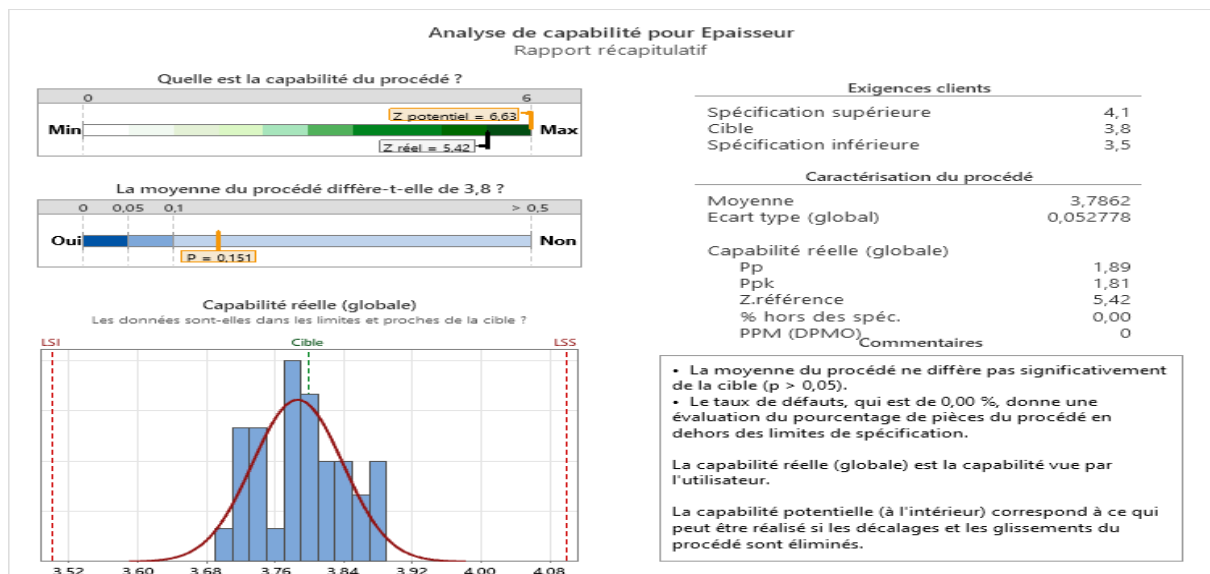 Analyse de capabilité pour Epaisseur
Rapport récapitulatif
Quelle est la capabilité du procédé ?
0 6
Z potentiel = 6,63
Min Max
Z réel = 5,42
La moyenne du procédé diffère-t-elle de 3,8 ?
0 0,05 0,1 > 0,5
Oui Non
P = 0,151
Capabilité réelle (globale)
Les données sont-elles dans les limites et proches de la cible ?
LSI Cible LSS
3.52 3.60 3.68 3.76 3.84 3.92 4.00 4.08
Exigences clients
Spécification supérieure 4,1
Cible 3,8
Spécification inférieure 3,5
Caractérisation du procédé
Moyenne 3,7862
Ecart type (global) 0,052778
Capabilité réelle (globale)
Pp 1,89
Ppk 1,81
Z.référence 5,42
% hors des spéc. 0,00
PPM (DPMO) 0
Commentaires
• La moyenne du procédé ne diffère pas significativement
de la cible (p > 0,05).
• Le taux de défauts, qui est de 0,00 %, donne une
évaluation du pourcentage de pièces du procédé en
dehors des limites de spécification.
La capabilité réelle (globale) est la capabilité vue par
l'utilisateur.
La capabilité potentielle (à l'intérieur) correspond à ce qui
peut être réalisé si les décalages et les glissements du
procédé sont éliminés.